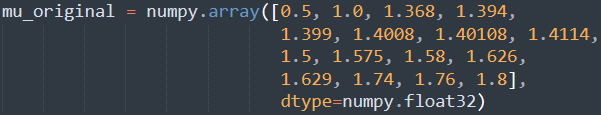 mu_original = numpy.array([0.5, 1.0, 1.368, 1.394,
1.399, 1.4008, 1.40108, 1.4114,
1.5, 1.575, 1.58, 1.626,
1.629, 1.74, 1.76, 1.8],
dtype=numpy.float32)